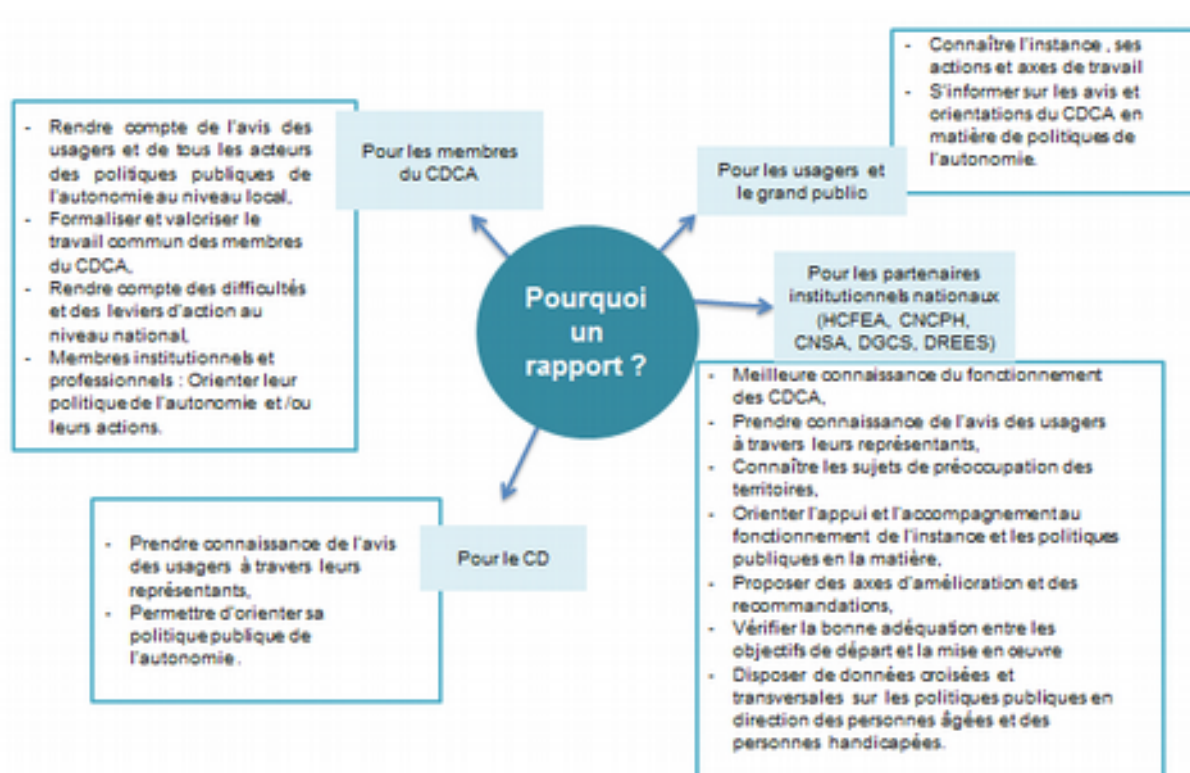 Pourquoi
un
rapport ?
Pour les membres
du CDCA
- Rendre compte de l'avis des
usagers et de tous les acteurs
des politiques publiques de
l'autonomie au niveau local,
- Formaliser et valoriser le
travail commun des membres
du CDCA,
- Rendre compte des difficultés
et des leviers d'action au
niveau national,
- Membres institutionnels et
professionnels : Orienter leur
politique de l'autonomie et /ou
leurs actions.
Pour les usagers et
le grand public
- Connaître l'instance , ses
actions et axes de travail
- S'informer sur les avis et
orientations du CDCA en
matière de politiques de
l'autonomie.
Pour les partenaires
institutionnels nationaux
(HCFEA, CNCPH,
CNSA, DGCS, DREES)
- Meilleure connaissance du fonctionnement
des CDCA,
- Prendre connaissance de l'avis des usagers
à travers leurs représentants,
- Connaître les sujets de préoccupation des
territoires,
- Orienter l'appui et l'accompagnement au
fonctionnement de l'instance et les politiques
publiques en la matière,
- Proposer des axes d'amélioration et des
recommandations,
- Vérifier la bonne adéquation entre les
objectifs de départ et la mise en œuvre
- Disposer de données croisées et
transversales sur les politiques publiques en
direction des personnes âgées et des
personnes handicapées.
Pour le CD
- Prendre connaissance de l'avis
des usagers à travers leurs
représentants,
- Permettre d'orienter sa
politique publique de
l'autonomie .